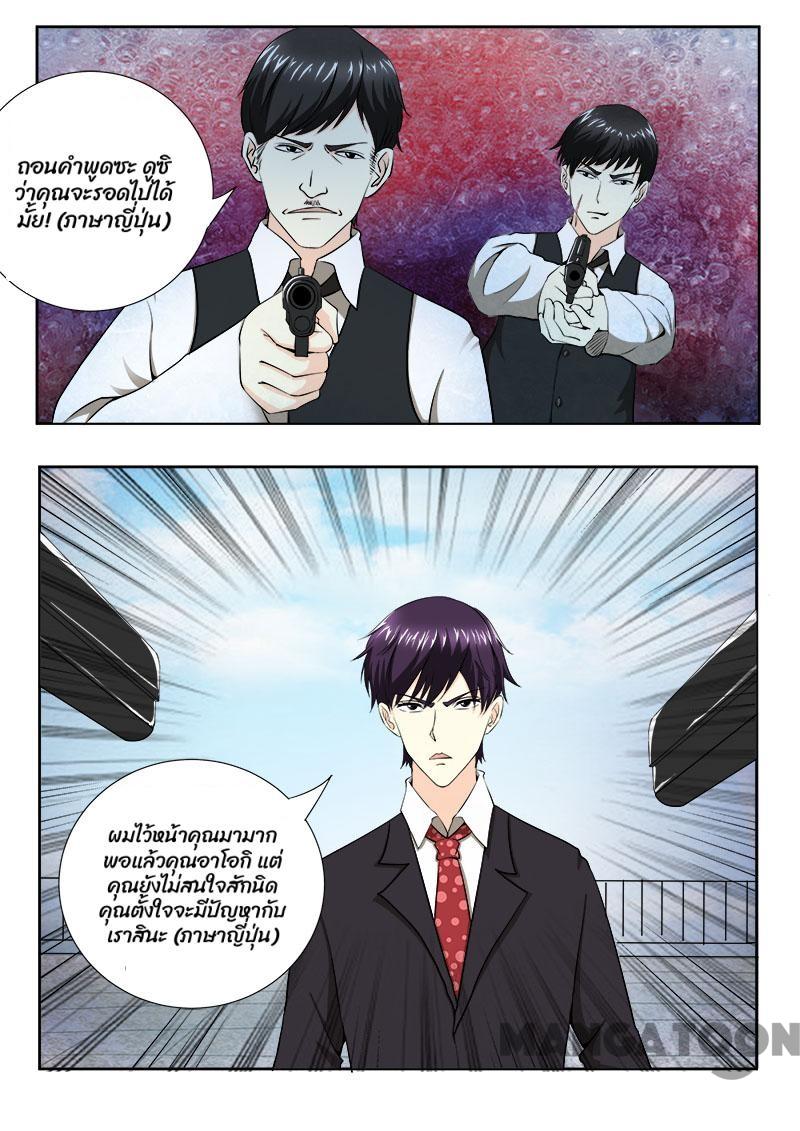 ถอนคำพูดซะ ดูซิ
ว่าคุณจะรอดไปได้
มั้ย! (ภาษาญี่ปุ่น)
ผมไว้หน้าคุณมามาก
พอแล้วคุณอาโอกิ แต่
คุณยังไม่สนใจสักนิด
คุณตั้งใจจะมีปัญหากับ
เราสินะ (ภาษาญี่ปุ่น)
MANGATOON